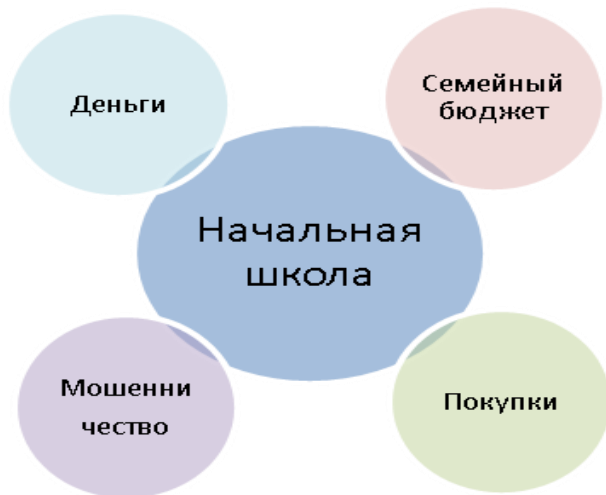 Деньги
Семейный
бюджет
Начальная
школа
Мошенни
чество
Покупки